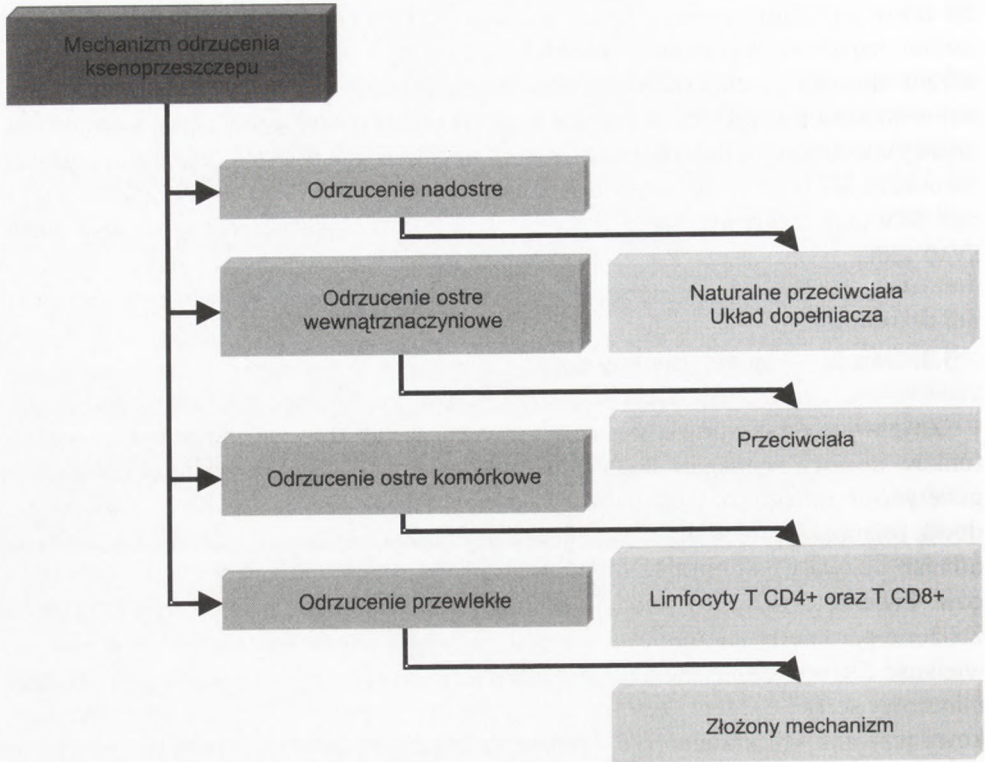 Mechanizm odrzucenia
ksenoprzeszczepu
Odrzucenie nadostre
Naturalne przeciwciała
Układ dopełniacza
Odrzucenie ostre
wewnątrznaczyniowe
Przeciwciała
Odrzucenie ostre komórkowe
Limfocyty T CD4+ oraz T CD8+
Odrzucenie przewlekłe
Złożony mechanizm